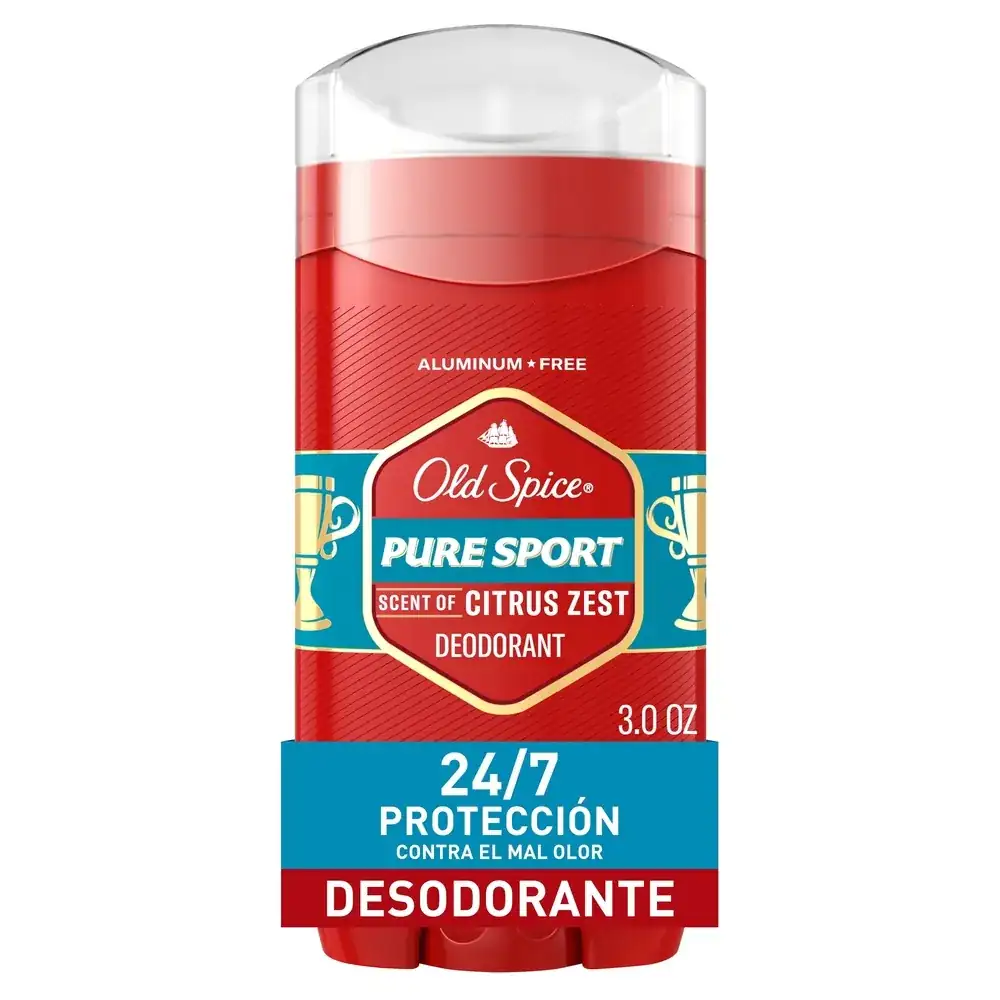 ALUMINUM ★ FREE
Old Spice®
PURE SPORT
SCENT OF CITRUS ZEST
DEODORANT
3.0 OZ
24/7
PROTECCIÓN
CONTRA EL MAL OLOR
DESODORANTE